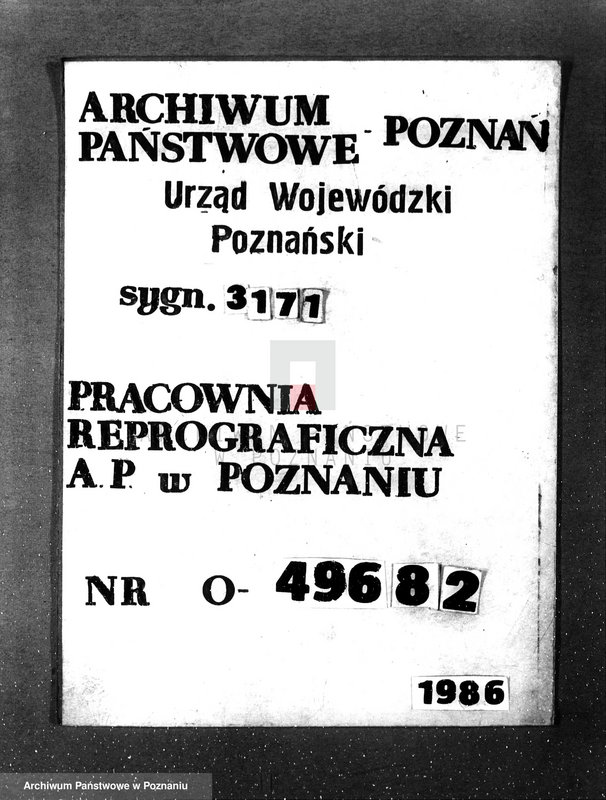 ARCHIWUM
PAŃSTWOWE - POZNAŃ
Urząd Wojewódzki
Poznański
sygn. 3171
PRACOWNIA
REPROGRAFICZNA
A.P. w POZNANIU
NR O- 49682
1986
Archiwum Państwowe w Poznaniu